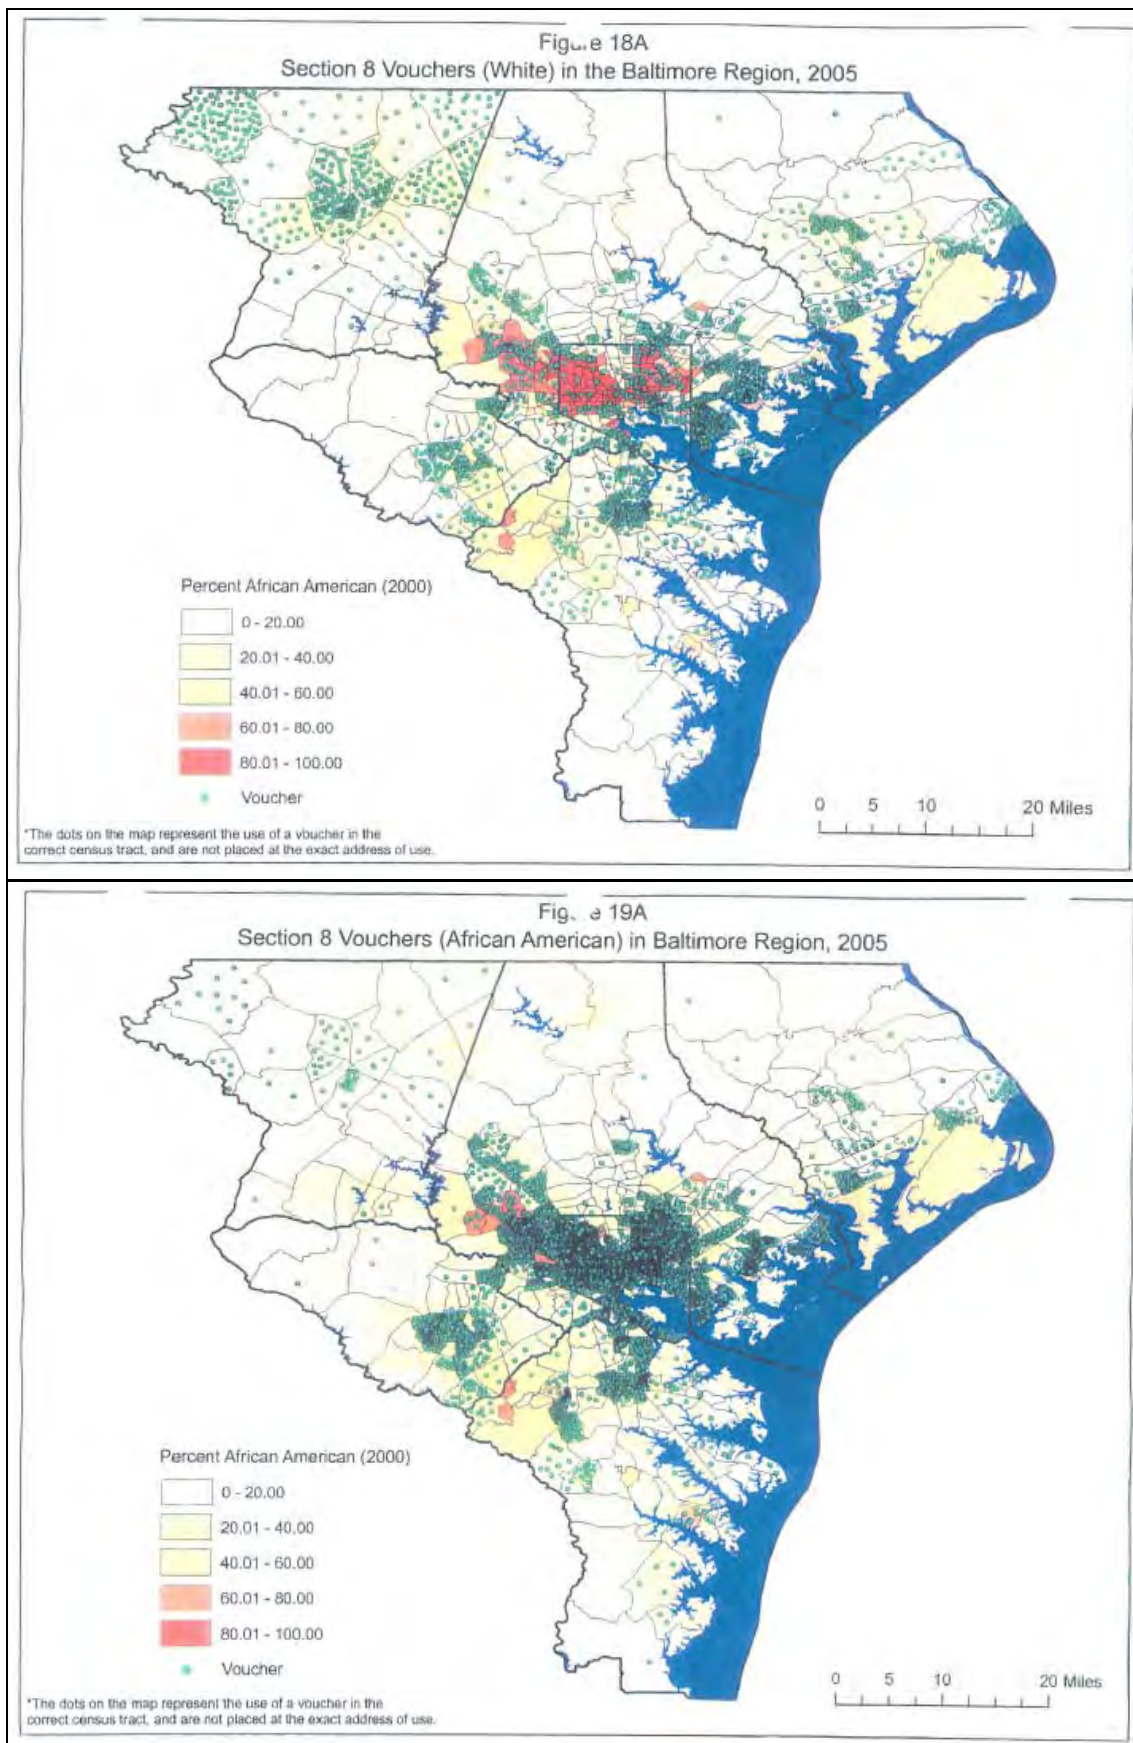 Figure 18A
Section 8 Vouchers (White) in the Baltimore Region, 2005
Percent African American (2000)
0 - 20.00
20.01 - 40.00
40.01 - 60.00
60.01 - 80.00
80.01 - 100.00
Voucher
0 5 10 20 Miles
*The dots on the map represent the use of a voucher in the
correct census tract, and are not placed at the exact address of use.
Figure 19A
Section 8 Vouchers (African American) in Baltimore Region, 2005
Percent African American (2000)
0 - 20.00
20.01 - 40.00
40.01 - 60.00
60.01 - 80.00
80.01 - 100.00
Voucher
0 5 10 20 Miles
*The dots on the map represent the use of a voucher in the
correct census tract, and are not placed at the exact address of use.